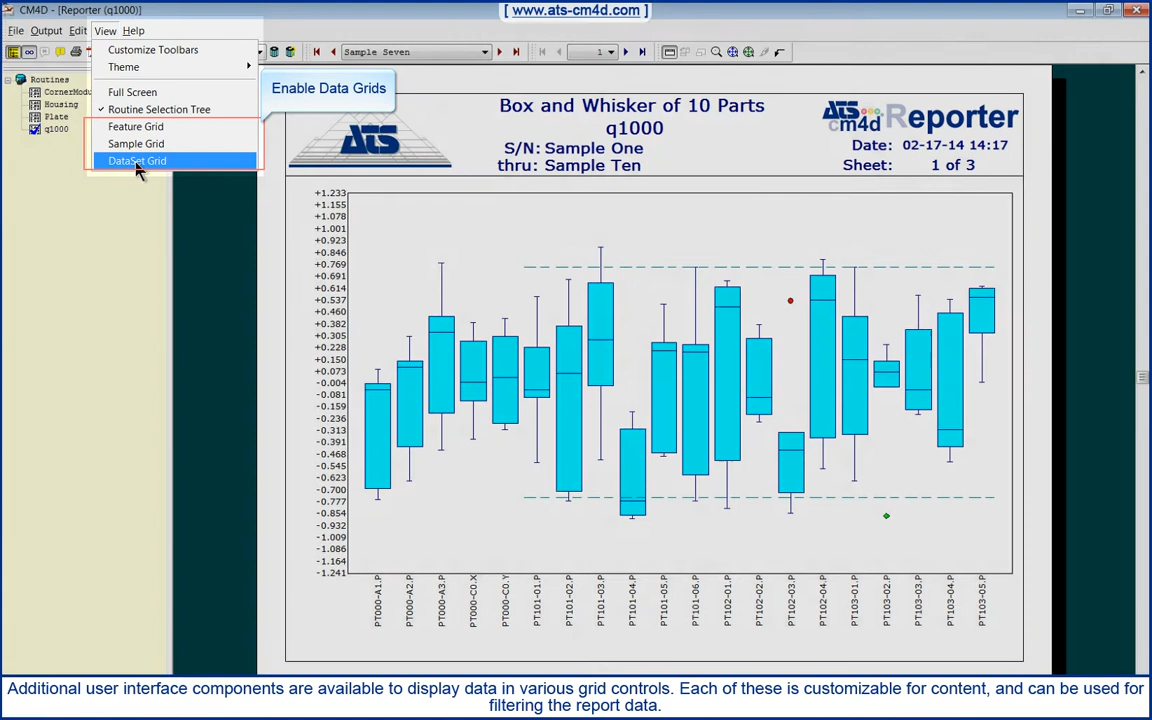 CM4D - [Reporter (q1000)]
[ www.ats-cm4d.com ]
File Output Edit View Help
Customize Toolbars
Theme
Full Screen
Routine Selection Tree
Feature Grid
Sample Grid
DataSet Grid
Enable Data Grids
Sample Seven
1
Routines
CornerModu
Housing
Plate
q1000
ATS
Box and Whisker of 10 Parts
q1000
S/N: Sample One
thru: Sample Ten
ATS cm4d Reporter
Date: 02-17-14 14:17
Sheet: 1 of 3
+1.233
+1.155
+1.078
+1.001
+0.923
+0.846
+0.769
+0.691
+0.614
+0.537
+0.460
+0.382
+0.305
+0.228
+0.150
+0.073
-0.004
-0.081
-0.159
-0.236
-0.313
-0.391
-0.468
-0.545
-0.623
-0.700
-0.777
-0.854
-0.932
-1.009
-1.086
-1.164
-1.241
PT000-A1.P
PT000-A2.P
PT000-A3.P
PT000-C0.X
PT000-C0.Y
PT101-01.P
PT101-02.P
PT101-03.P
PT101-04.P
PT101-05.P
PT101-06.P
PT102-01.P
PT102-02.P
PT102-03.P
PT102-04.P
PT103-01.P
PT103-02.P
PT103-03.P
PT103-04.P
PT103-05.P
Additional user interface components are available to display data in various grid controls. Each of these is customizable for content, and can be used for
filtering the report data.